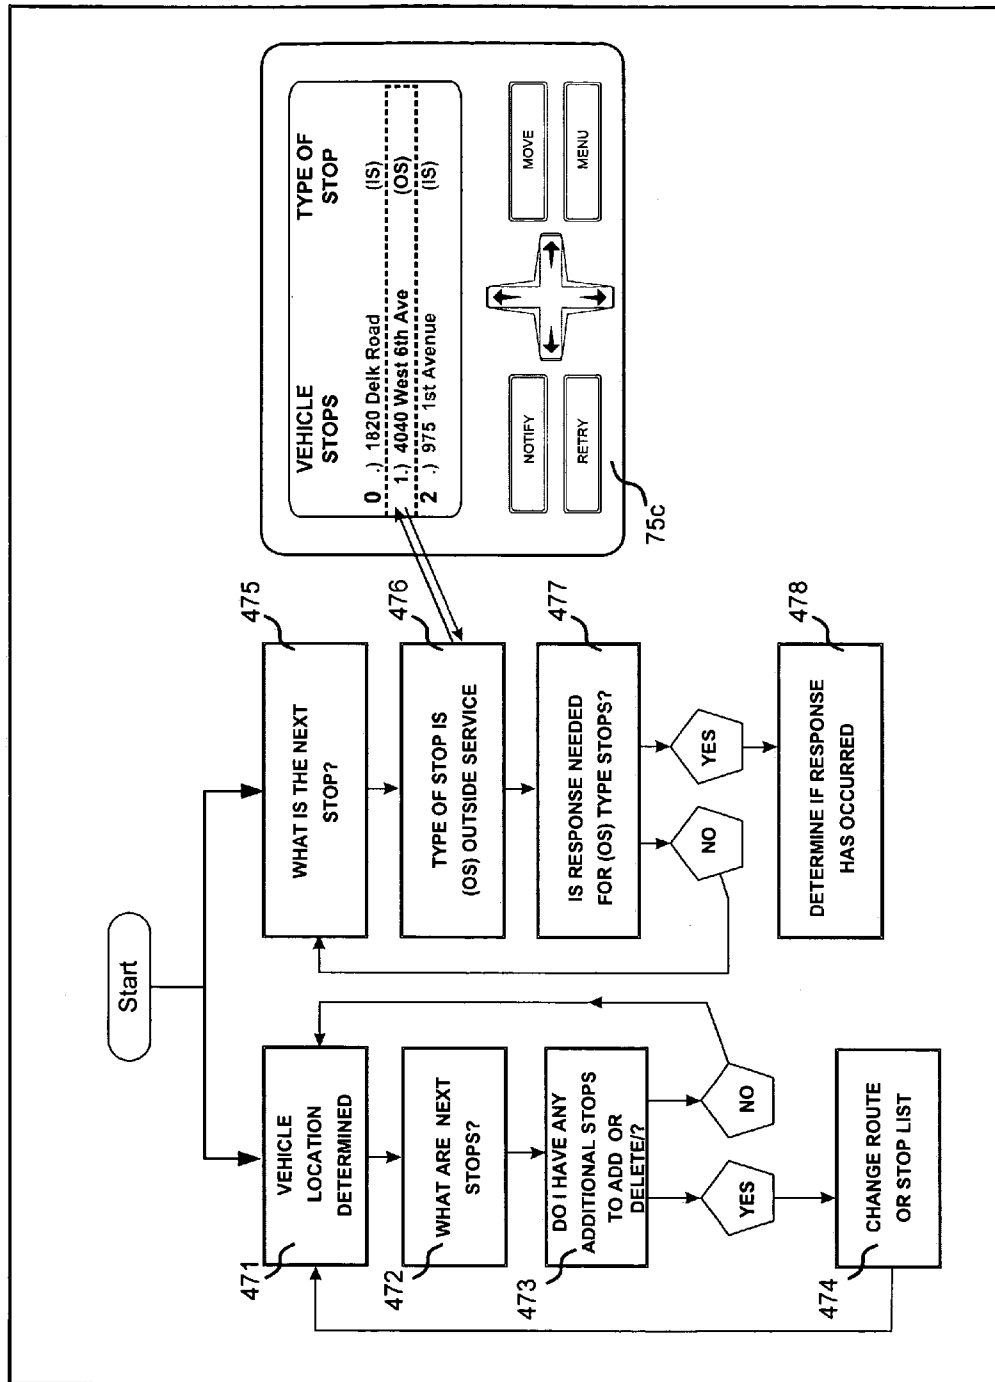 Start
471
VEHICLE
LOCATION
DETERMINED
472
WHAT ARE NEXT
STOPS?
473
DO I HAVE ANY
ADDITIONAL STOPS
TO ADD OR
DELETE/?
YES
NO
474
CHANGE ROUTE
OR STOP LIST
475
WHAT IS THE NEXT
STOP?
476
TYPE OF STOP IS
(OS) OUTSIDE SERVICE
477
IS RESPONSE NEEDED
FOR (OS) TYPE STOPS?
NO
YES
478
DETERMINE IF RESPONSE
HAS OCCURRED
VEHICLE
STOPS
TYPE OF
STOP
0 .) 1820 Delk Road (IS)
1.) 4040 West 6th Ave (OS)
2 .) 975 1st Avenue (IS)
NOTIFY
MOVE
RETRY
MENU
75c